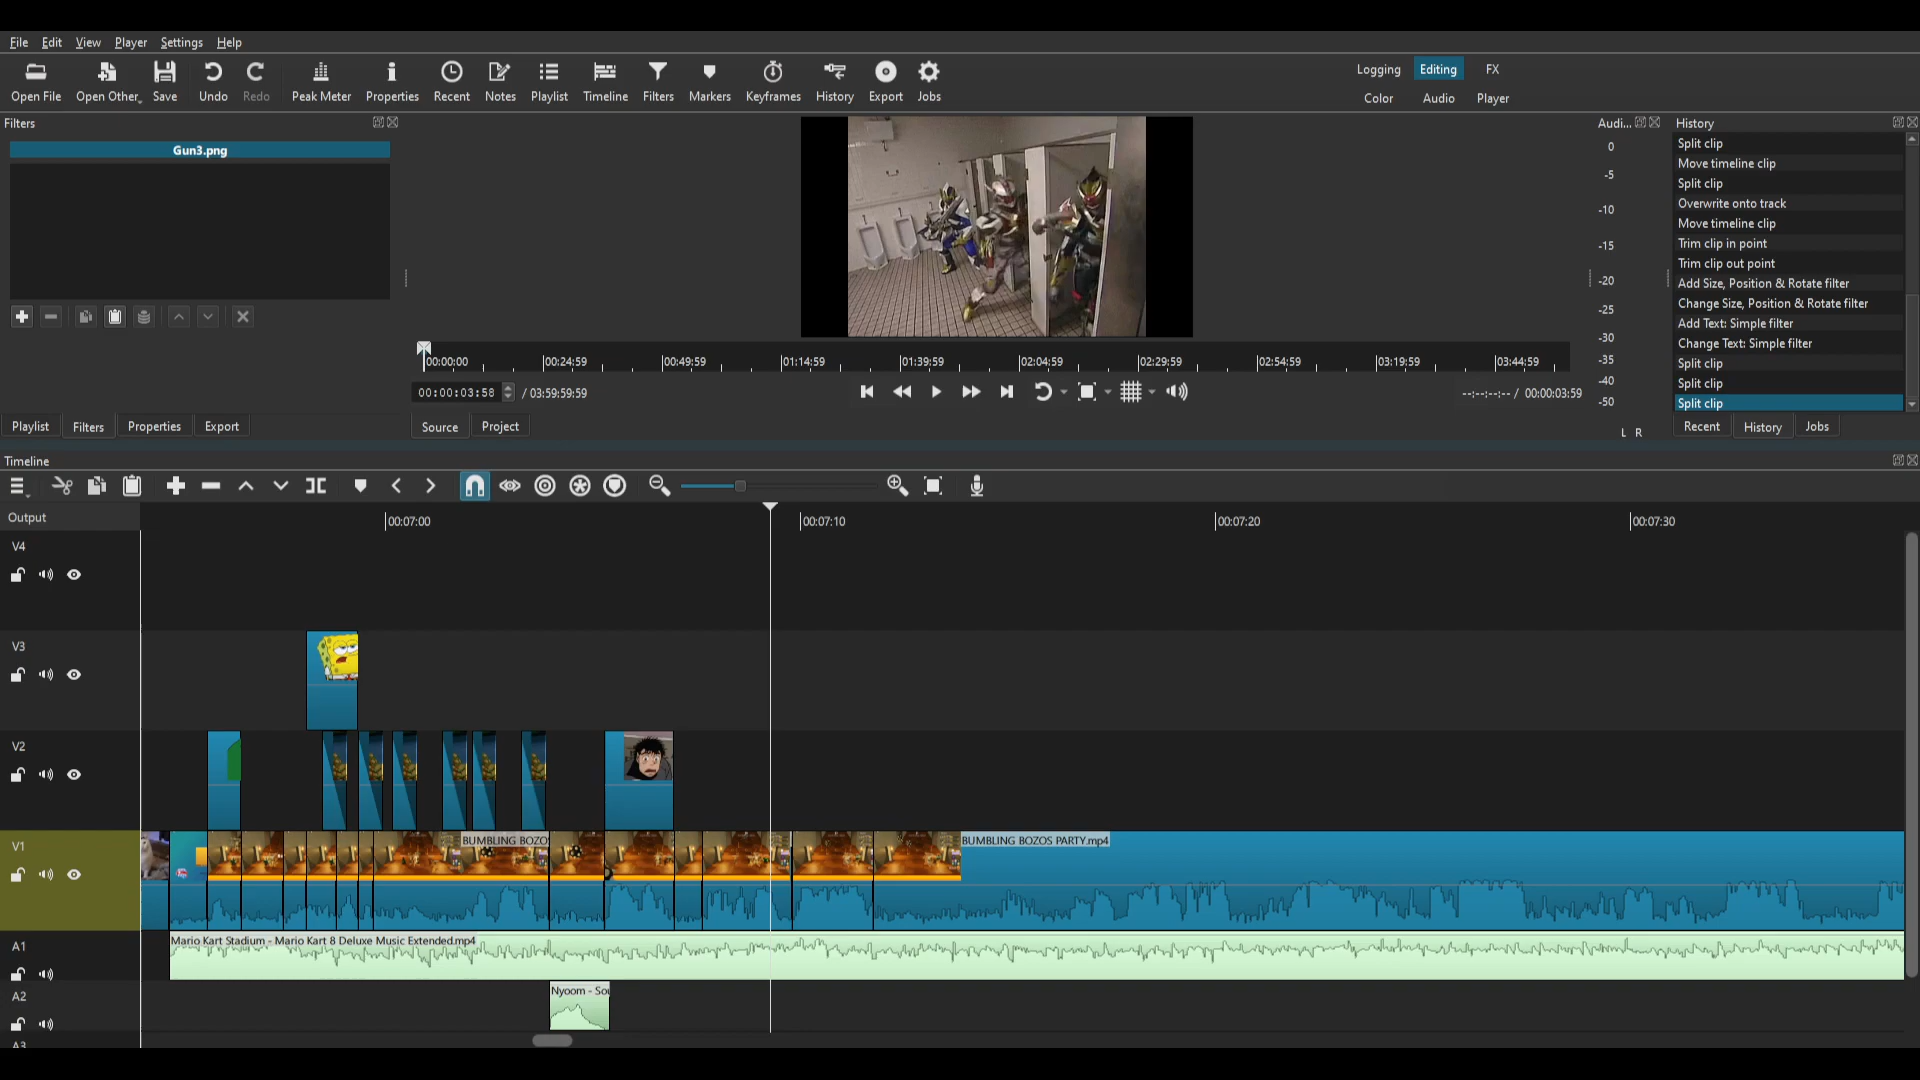 File Edit View Player Settings Help
Open File Open Other Save Undo Redo Peak Meter Properties Recent Notes Playlist Timeline Filters Markers Keyframes History Export Jobs
Logging Editing FX
Color Audio Player
Filters
Gun3.png
Audi...
0
-5
-10
-15
-20
-25
-30
-35
-40
-50
L R
History
Split clip
Move timeline clip
Split clip
Overwrite onto track
Move timeline clip
Trim clip in point
Trim clip out point
Add Size, Position & Rotate filter
Change Size, Position & Rotate filter
Add Text: Simple filter
Change Text: Simple filter
Split clip
Split clip
Split clip
00:00:00 00:24:59 00:49:59 01:14:59 01:39:59 02:04:59 02:29:59 02:54:59 03:19:59 03:44:59
00:00:03:58 / 03:59:59:59
--:--:--:-- / 00:00:03:59
Playlist Filters Properties Export
Source Project
Recent History Jobs
Timeline
Output
00:07:00 00:07:10 00:07:20 00:07:30
V4
V3
V2
V1
BUMBLING BOZOS BUMBLING BOZOS PARTY.mp4
A1
Mario Kart Stadium - Mario Kart 8 Deluxe Music Extended.mp4
A2
Nyoom - Sou
A3